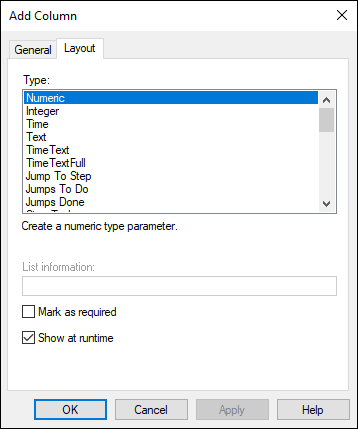 Add Column
General
Layout
Type:
Numeric
Integer
Time
Text
TimeText
TimeTextFull
Jump To Step
Jumps To Do
Jumps Done
Create a numeric type parameter.
List information:
Mark as required
Show at runtime
OK
Cancel
Apply
Help